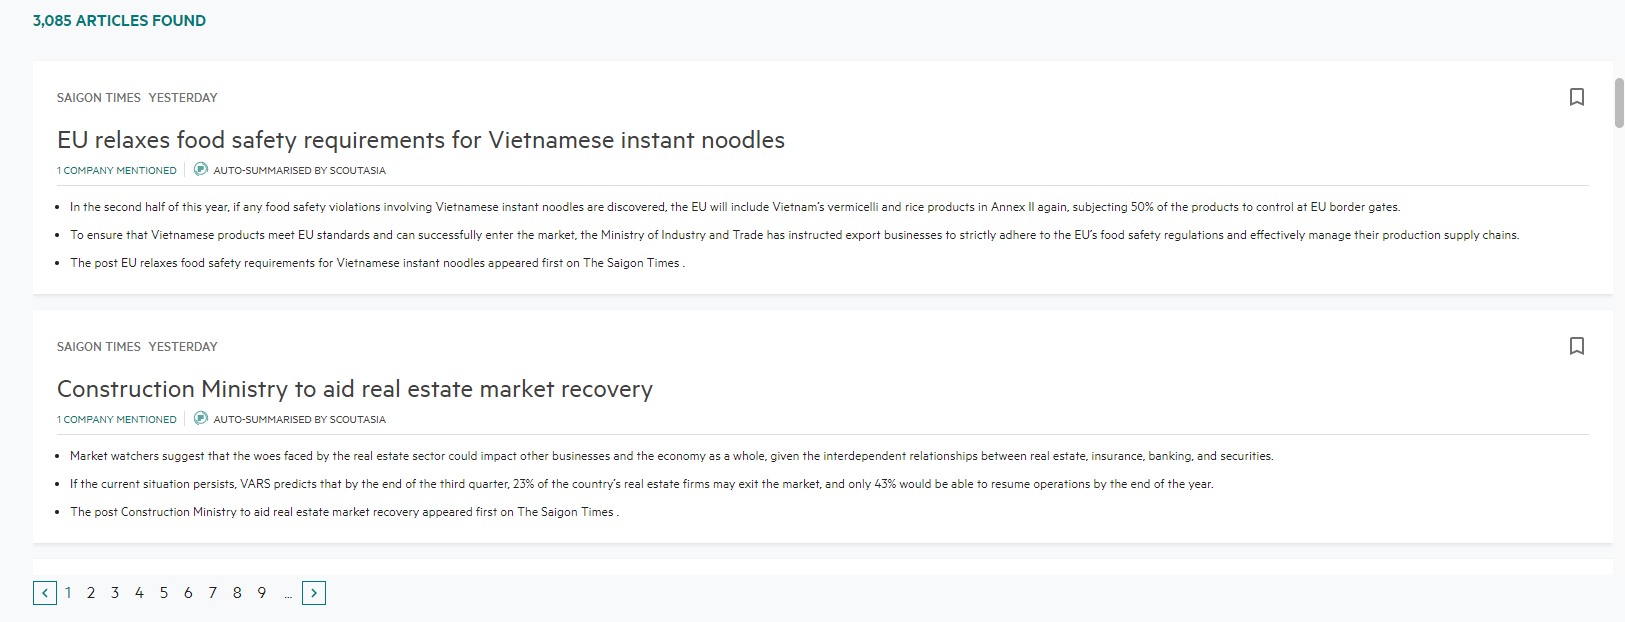 3,085 ARTICLES FOUND
SAIGON TIMES YESTERDAY
EU relaxes food safety requirements for Vietnamese instant noodles
1 COMPANY MENTIONED AUTO-SUMMARISED BY SCOUTASIA
• In the second half of this year, if any food safety violations involving Vietnamese instant noodles are discovered, the EU will include Vietnam's vermicelli and rice products in Annex II again, subjecting 50% of the products to control at EU border gates.
• To ensure that Vietnamese products meet EU standards and can successfully enter the market, the Ministry of Industry and Trade has instructed export businesses to strictly adhere to the EU's food safety regulations and effectively manage their production supply chains.
• The post EU relaxes food safety requirements for Vietnamese instant noodles appeared first on The Saigon Times .
SAIGON TIMES YESTERDAY
Construction Ministry to aid real estate market recovery
1 COMPANY MENTIONED AUTO-SUMMARISED BY SCOUTASIA
• Market watchers suggest that the woes faced by the real estate sector could impact other businesses and the economy as a whole, given the interdependent relationships between real estate, insurance, banking, and securities.
• If the current situation persists, VARS predicts that by the end of the third quarter, 23% of the country's real estate firms may exit the market, and only 43% would be able to resume operations by the end of the year.
• The post Construction Ministry to aid real estate market recovery appeared first on The Saigon Times .
< 1 2 3 4 5 6 7 8 9 ... >